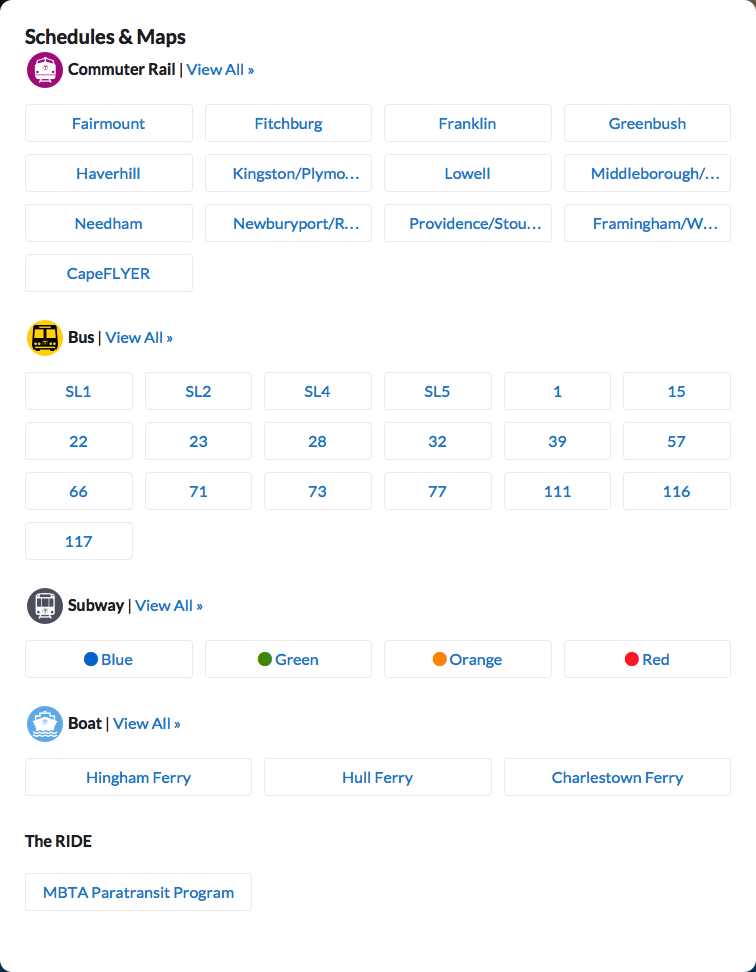 Schedules & Maps
Commuter Rail | View All »
Fairmount Fitchburg Franklin Greenbush
Haverhill Kingston/Plymo... Lowell Middleborough/...
Needham Newburyport/R... Providence/Stou... Framingham/W...
CapeFLYER
Bus | View All »
SL1 SL2 SL4 SL5 1 15
22 23 28 32 39 57
66 71 73 77 111 116
117
Subway | View All »
Blue Green Orange Red
Boat | View All »
Hingham Ferry Hull Ferry Charlestown Ferry
The RIDE
MBTA Paratransit Program